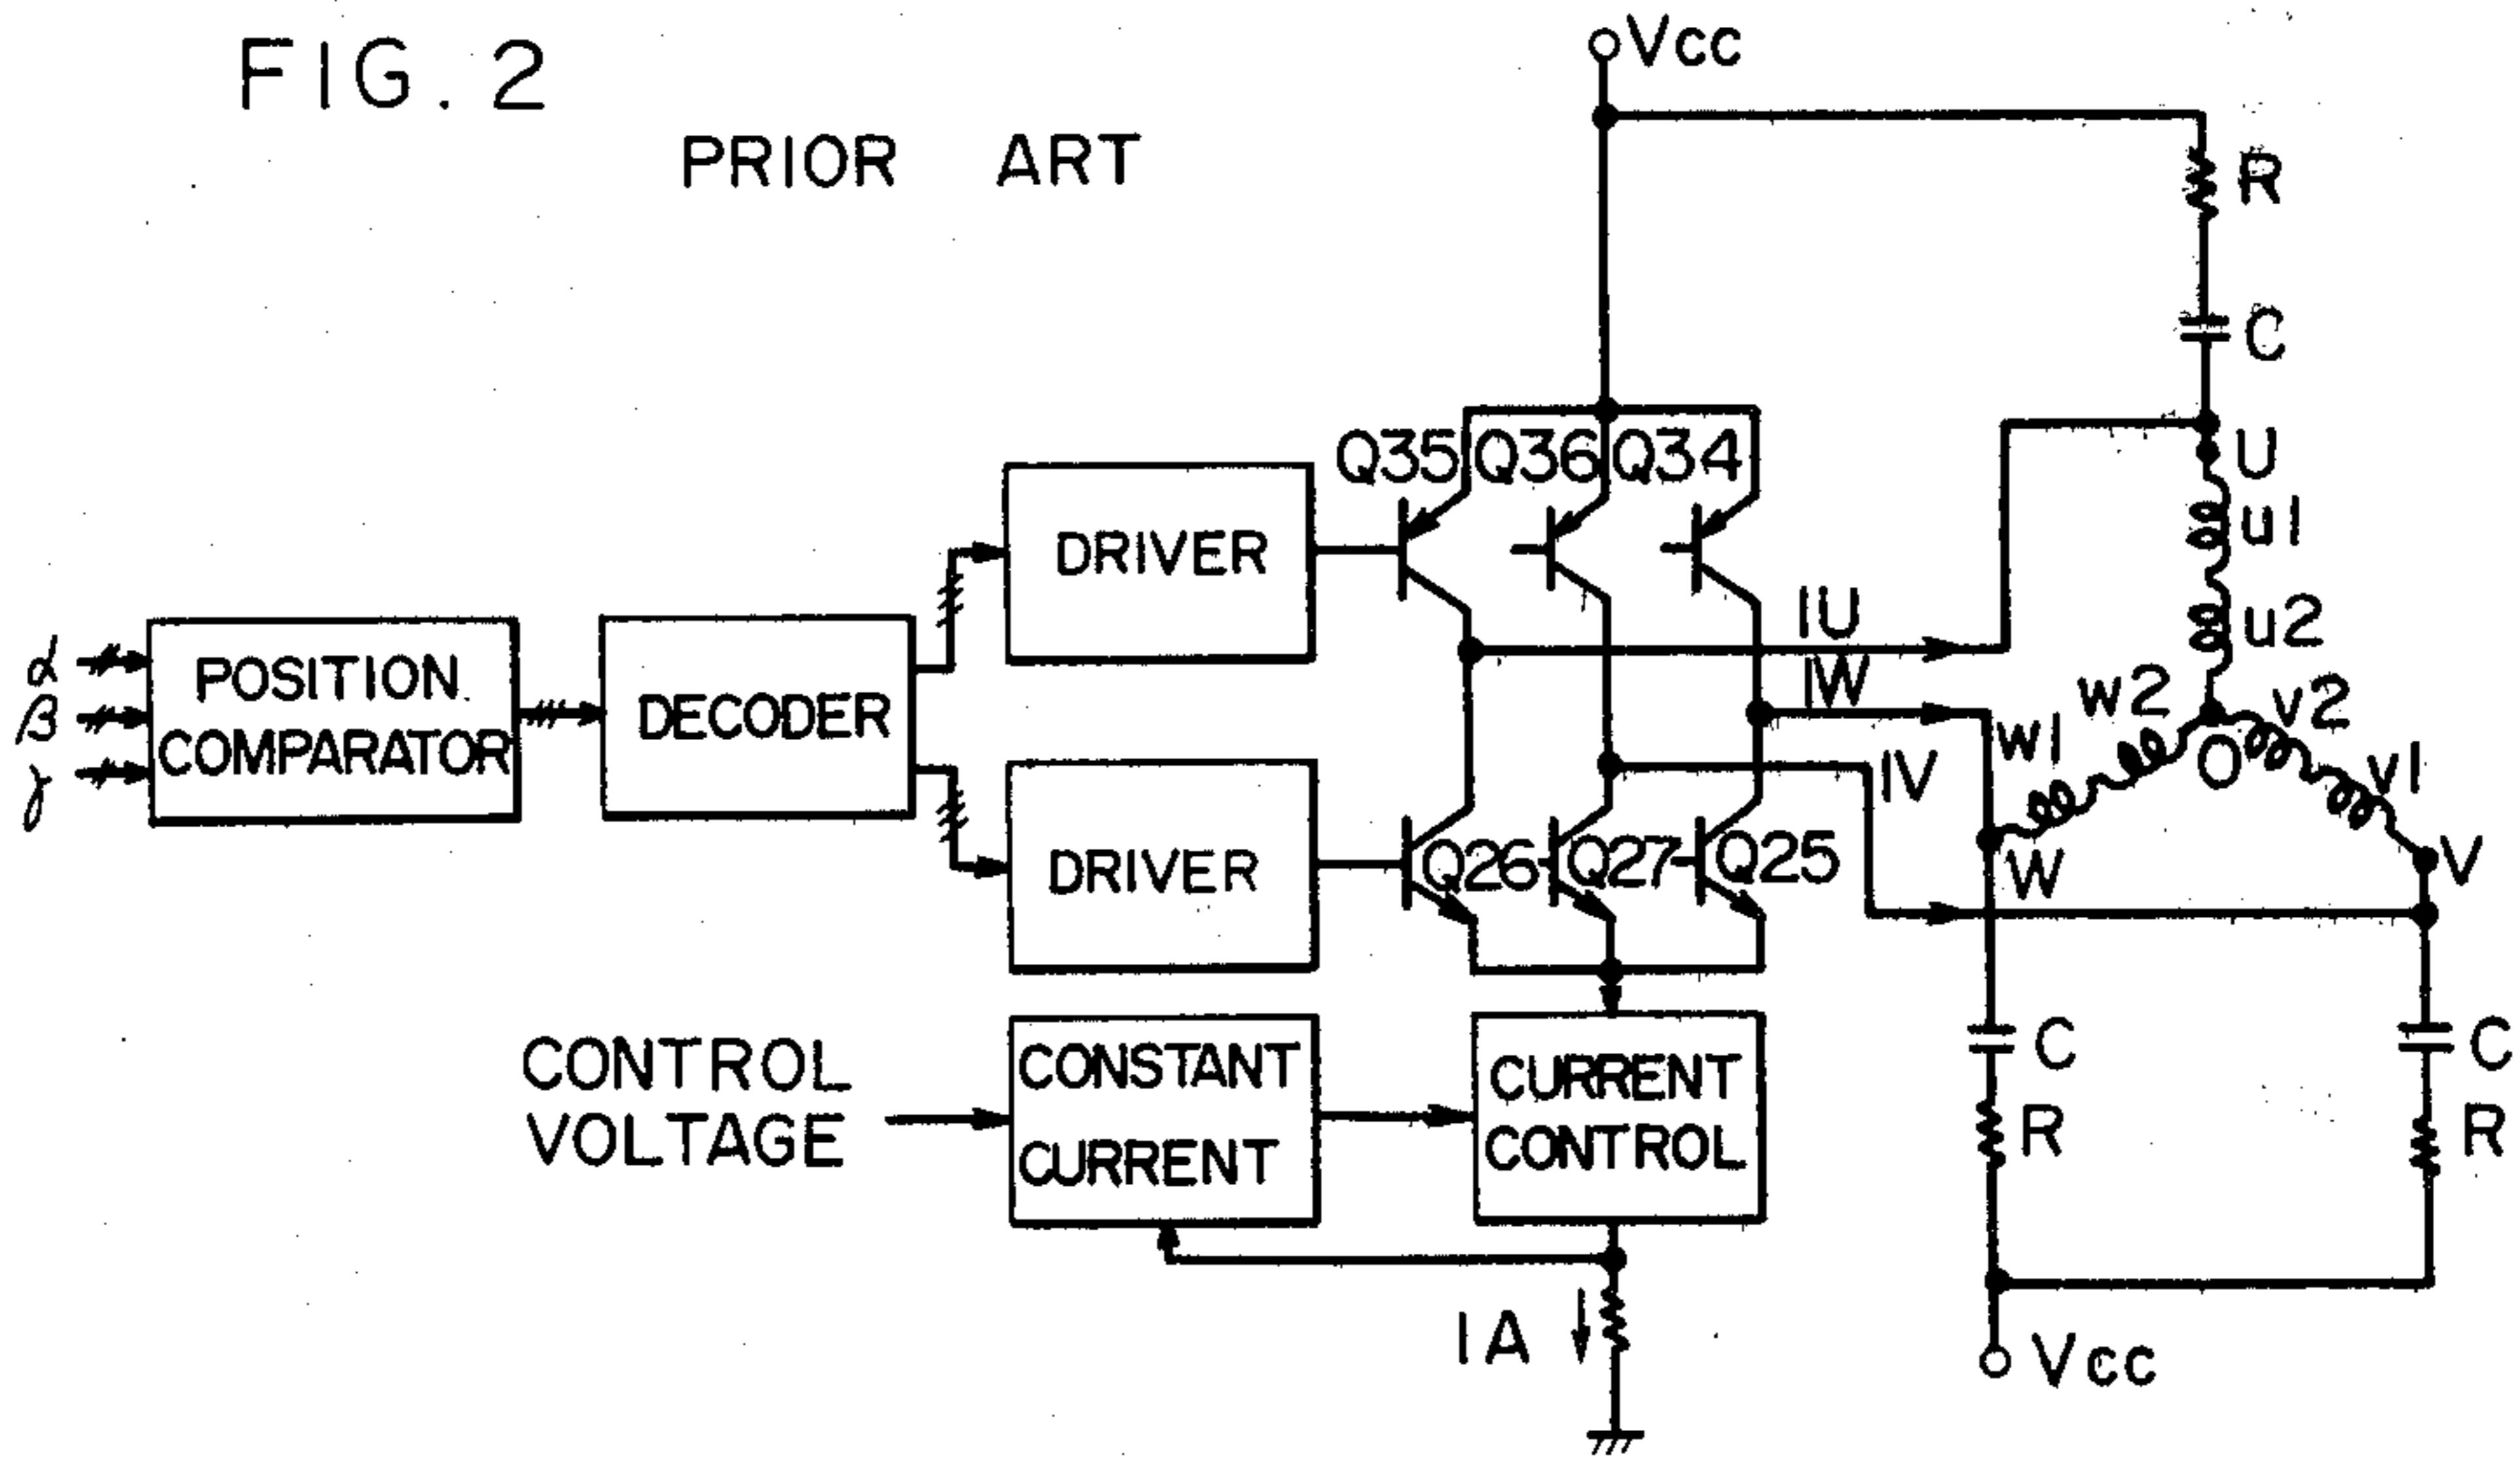 FIG. 2
PRIOR ART
Vcc
R
C
U
u1
u2
Q35 Q36 Q34
DRIVER
IU
IW
IV
α
β
γ
POSITION
COMPARATOR
DECODER
w2
v2
w1
O
v1
V
W
DRIVER
Q26 Q27 Q25
CONTROL
VOLTAGE
CONSTANT
CURRENT
CURRENT
CONTROL
C
R
C
R
IA
Vcc